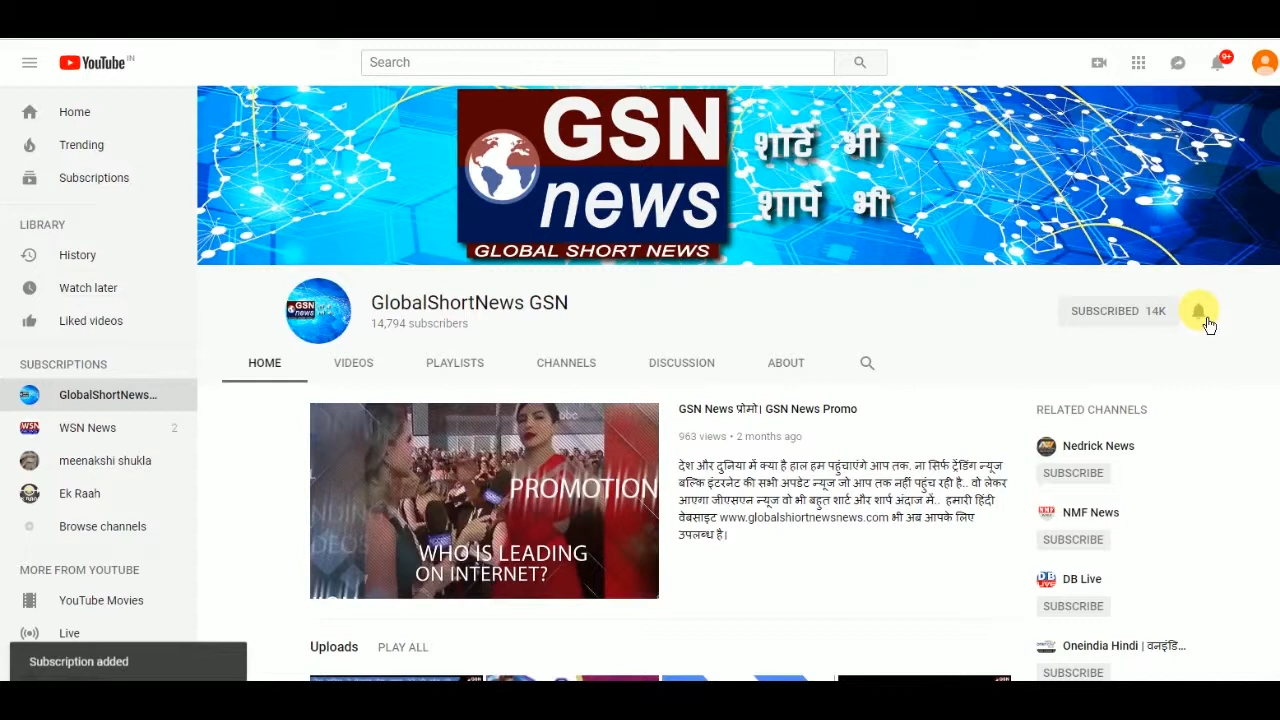 YouTube IN
Search
9+
Home
Trending
Subscriptions
LIBRARY
History
Watch later
Liked videos
SUBSCRIPTIONS
GlobalShortNews...
WSN News 2
meenakshi shukla
Ek Raah
Browse channels
MORE FROM YOUTUBE
YouTube Movies
Live
Subscription added
GSN
news
GLOBAL SHORT NEWS
शॉर्ट भी
शार्प भी
GlobalShortNews GSN
14,794 subscribers
SUBSCRIBED 14K
HOME VIDEOS PLAYLISTS CHANNELS DISCUSSION ABOUT
abc
PROMOTION
WHO IS LEADING
ON INTERNET?
GSN News प्रोमो| GSN News Promo
963 views • 2 months ago
देश और दुनिया में क्या है हाल हम पहुंचाएंगे आप तक. ना सिर्फ ट्रेंडिंग न्यूज
बल्कि इंटरनेट की सभी अपडेट न्यूज जो आप तक नहीं पहुंच रही है.. वो लेकर
आएगा जीएसएन न्यूज वो भी बहुत शार्ट और शार्प अंदाज में.. हमारी हिंदी
वेबसाइट www.globalshiortnewsnews.com भी अब आपके लिए
उपलब्ध है।
Uploads PLAY ALL
RELATED CHANNELS
Nedrick News
SUBSCRIBE
NMF News
SUBSCRIBE
DB Live
SUBSCRIBE
Oneindia Hindi | वनइंडि...
SUBSCRIBE